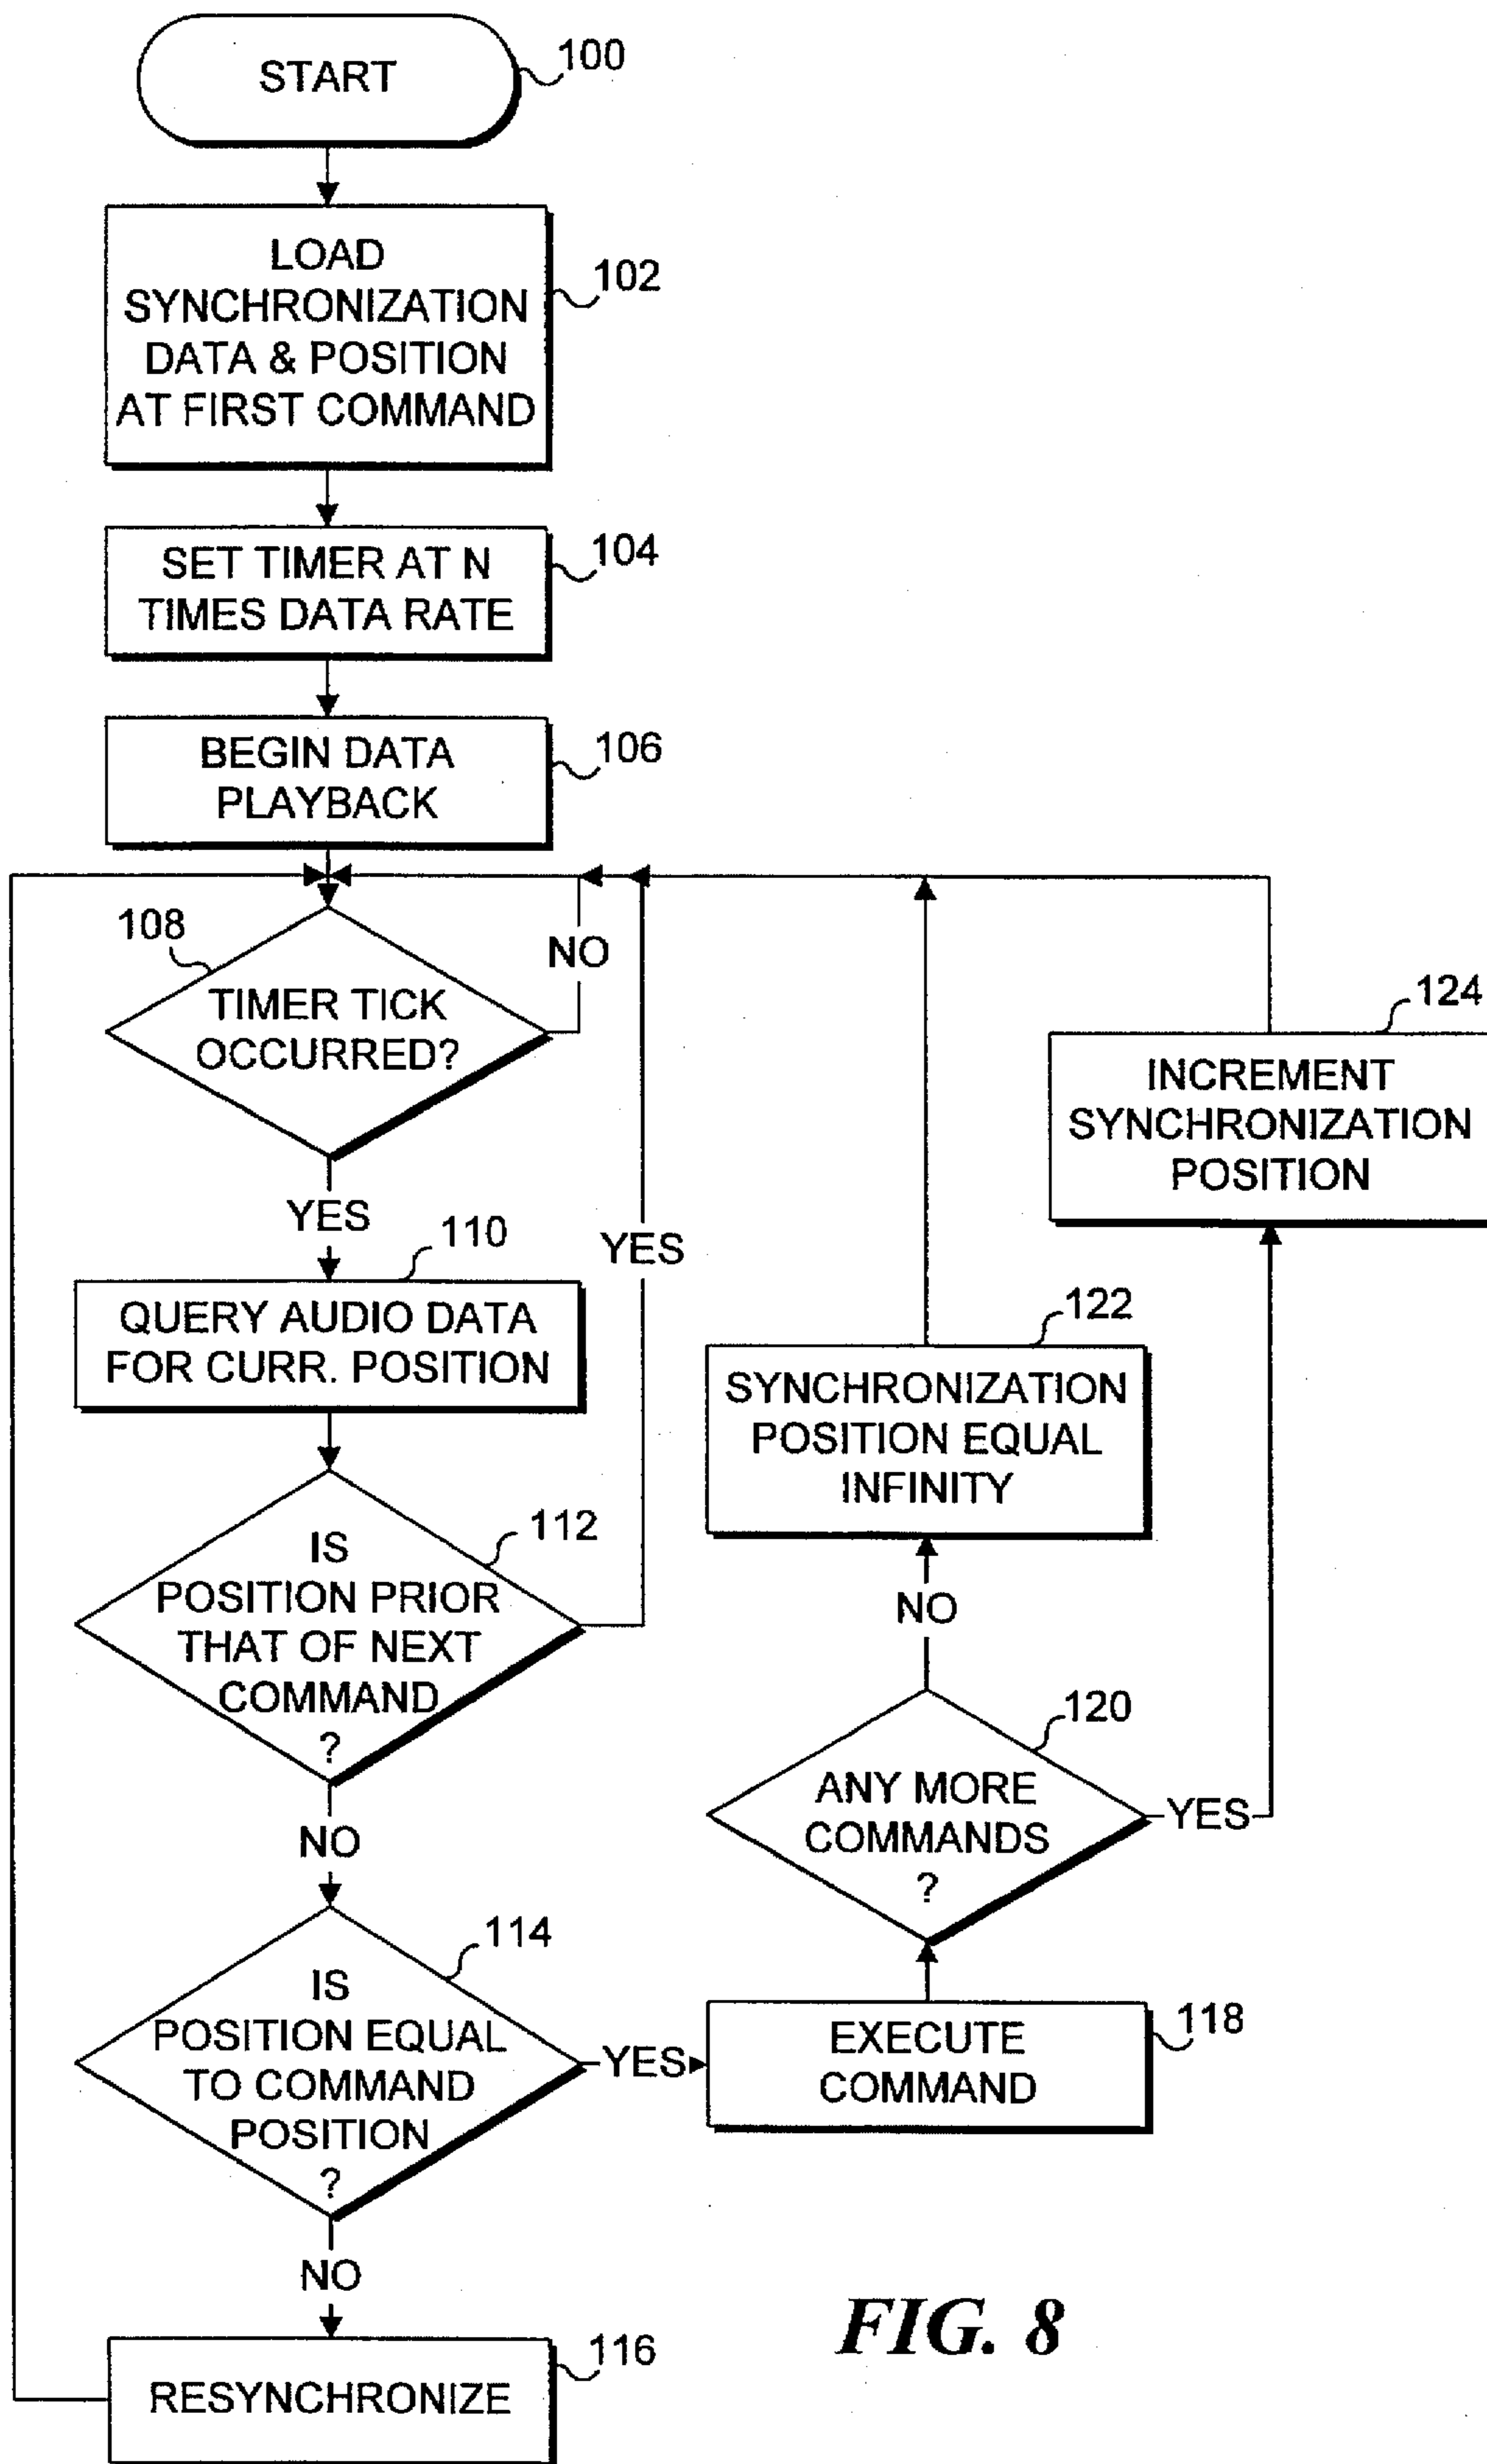 START
100
LOAD
SYNCHRONIZATION
DATA & POSITION
AT FIRST COMMAND
102
SET TIMER AT N
TIMES DATA RATE
104
BEGIN DATA
PLAYBACK
106
108
TIMER TICK
OCCURRED?
NO
YES
110
QUERY AUDIO DATA
FOR CURR. POSITION
112
IS
POSITION PRIOR
THAT OF NEXT
COMMAND
?
YES
NO
114
IS
POSITION EQUAL
TO COMMAND
POSITION
?
YES
NO
RESYNCHRONIZE
116
EXECUTE
COMMAND
118
120
ANY MORE
COMMANDS
?
YES
NO
122
SYNCHRONIZATION
POSITION EQUAL
INFINITY
124
INCREMENT
SYNCHRONIZATION
POSITION
FIG. 8